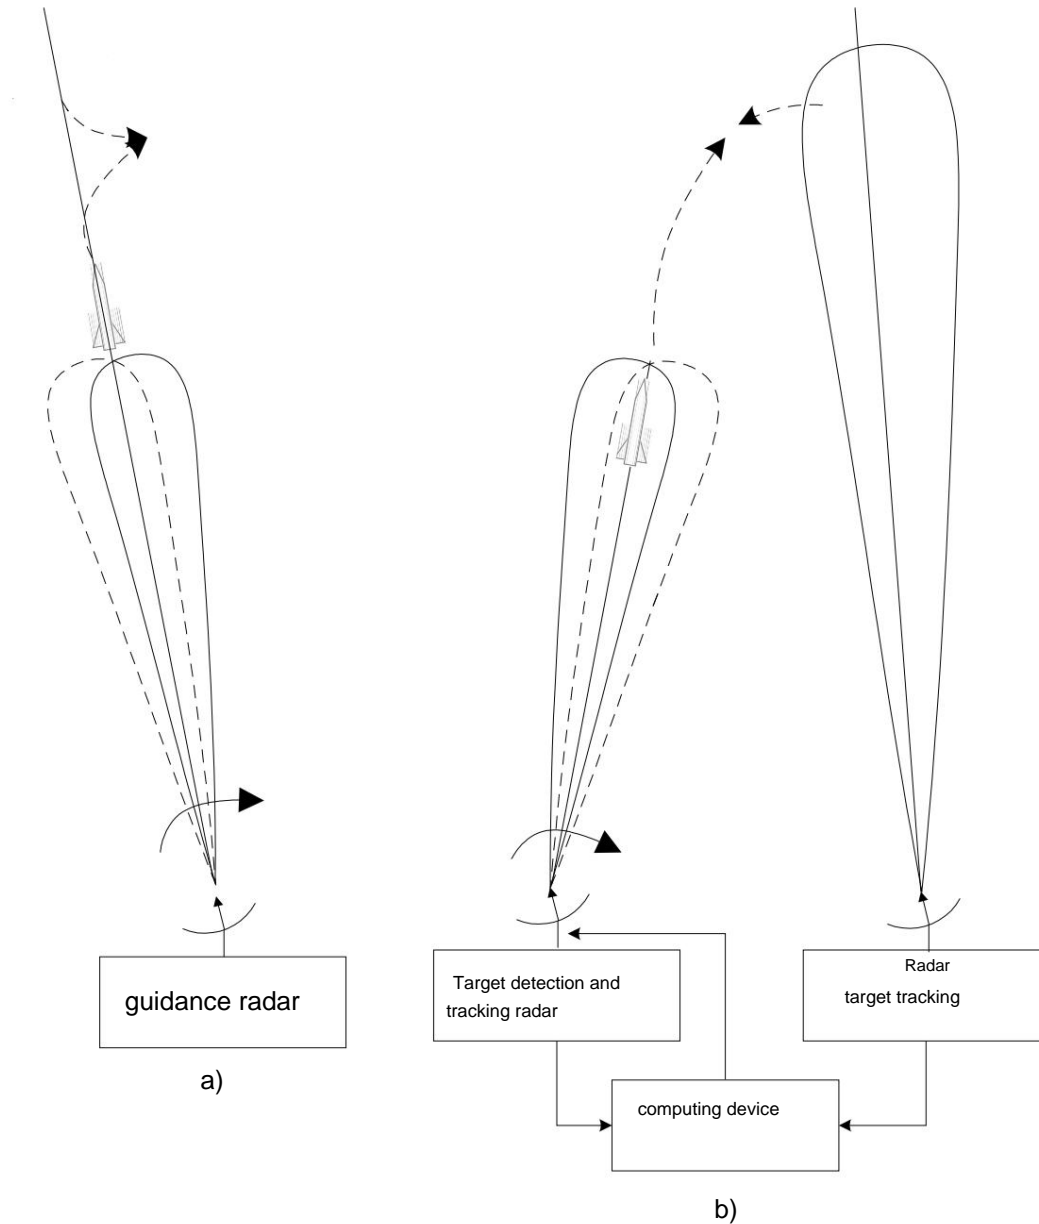 guidance radar
a)
Target detection and
tracking radar
Radar
target tracking
computing device
b)